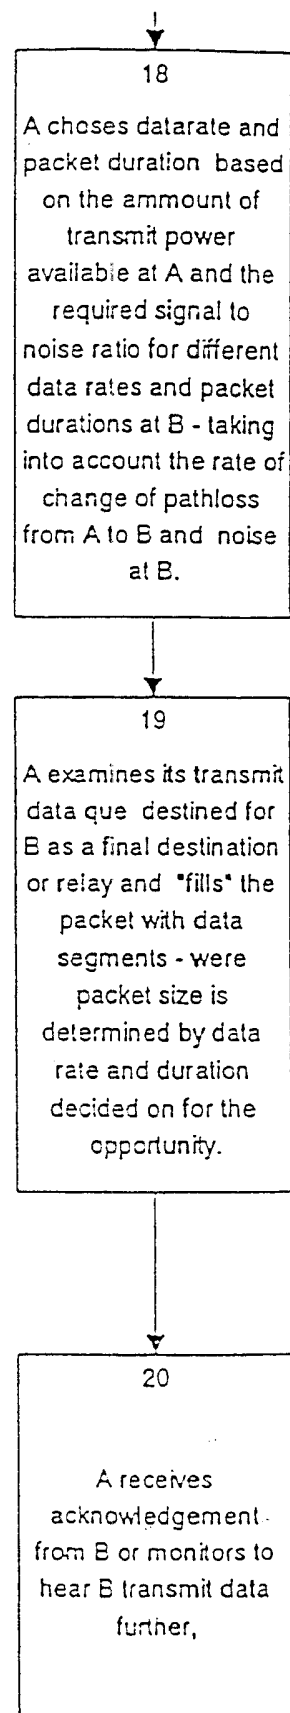 18
A choses datarate and
packet duration based
on the ammount of
transmit power
available at A and the
required signal to
noise ratio for different
data rates and packet
durations at B - taking
into account the rate of
change of pathloss
from A to B and noise
at B.
19
A examines its transmit
data que destined for
B as a final destination
or relay and "fills" the
packet with data
segments - were
packet size is
determined by data
rate and duration
decided on for the
opportunity.
20
A receives
acknowledgement
from B or monitors to
hear B transmit data
further,